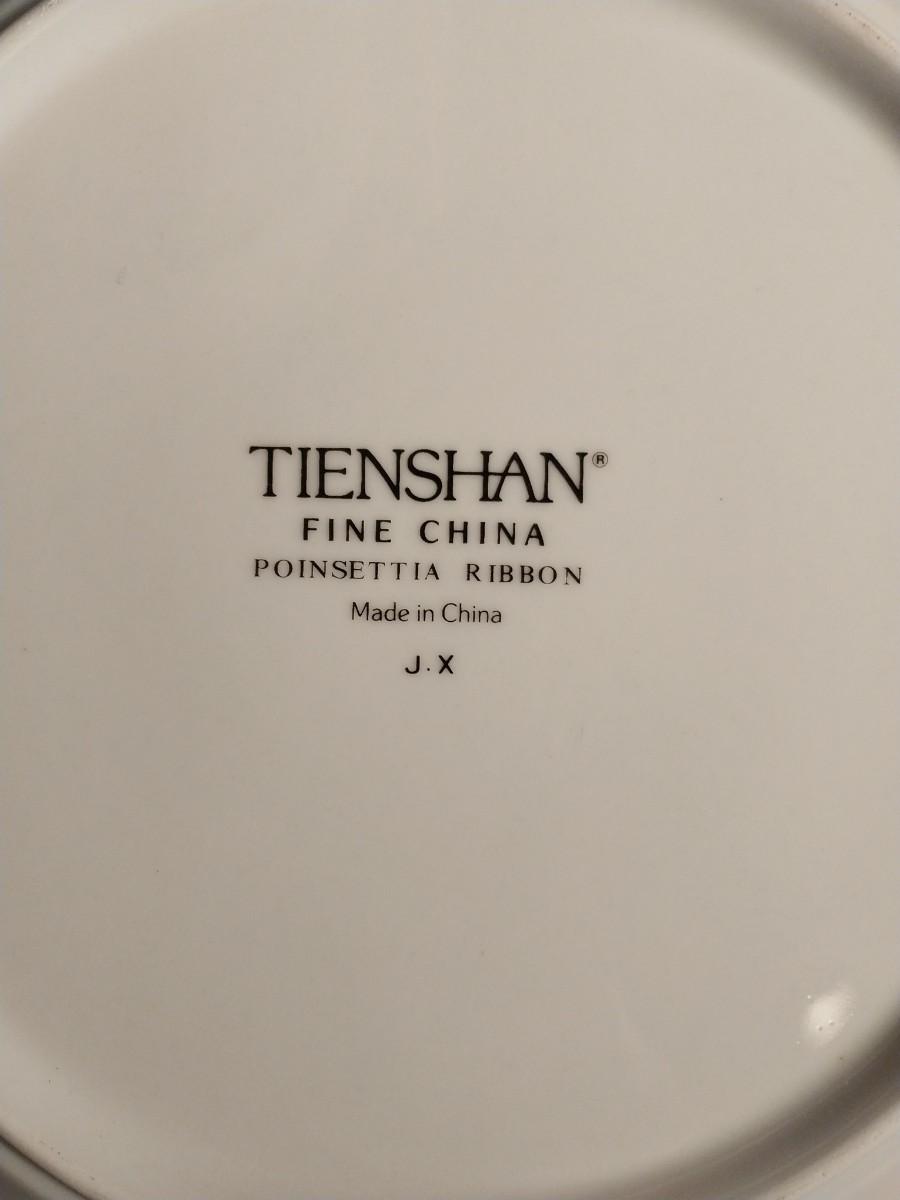 TIENSHAN®
FINE CHINA
POINSETTIA RIBBON
Made in China
J.X